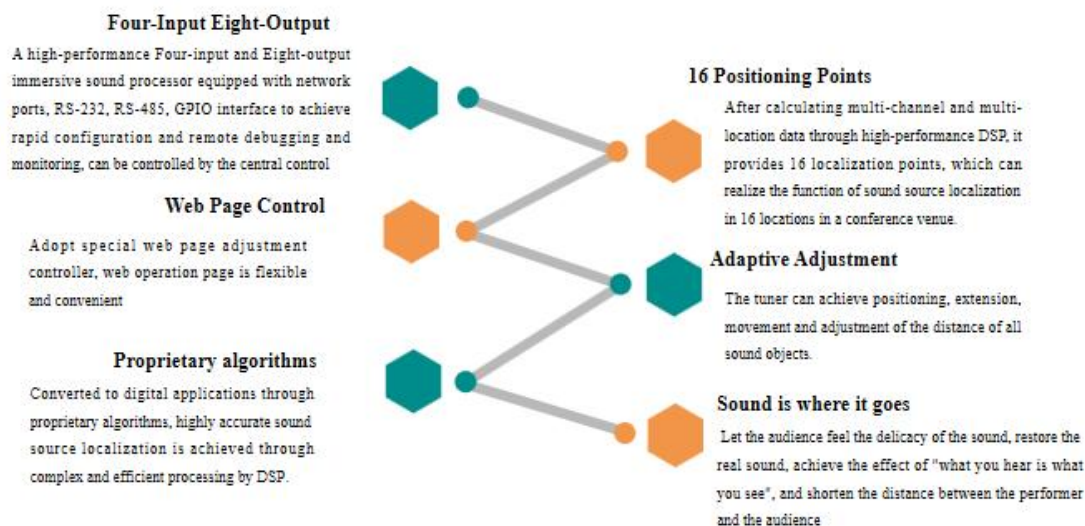 Four-Input Eight-Output
A high-performance Four-input and Eight-output
immersive sound processor equipped with network
ports, RS-232, RS-485, GPIO interface to achieve
rapid configuration and remote debugging and
monitoring, can be controlled by the central control
16 Positioning Points
After calculating multi-channel and multi-
location data through high-performance DSP, it
provides 16 localization points, which can
realize the function of sound source localization
in 16 locations in a conference venue.
Web Page Control
Adopt special web page adjustment
controller, web operation page is flexible
and convenient
Adaptive Adjustment
The tuner can achieve positioning, extension,
movement and adjustment of the distance of all
sound objects.
Proprietary algorithms
Converted to digital applications through
proprietary algorithms, highly accurate sound
source localization is achieved through
complex and efficient processing by DSP.
Sound is where it goes
Let the audience feel the delicacy of the sound, restore the
real sound, achieve the effect of "what you hear is what
you see", and shorten the distance between the performer
and the audience